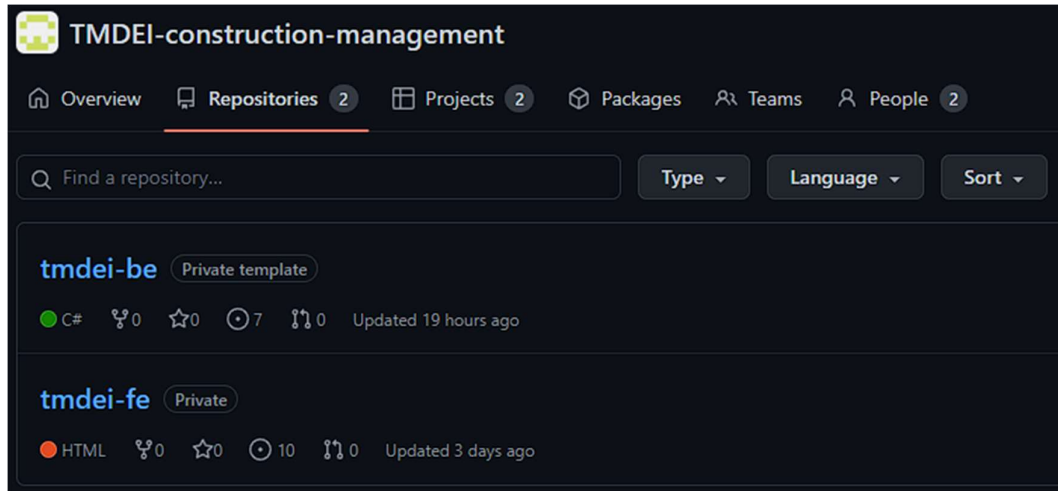 TMDEI-construction-management
Overview Repositories 2 Projects 2 Packages Teams People 2
Find a repository... Type Language Sort
tmdei-be Private template
C# 0 0 7 0 Updated 19 hours ago
tmdei-fe Private
HTML 0 0 10 0 Updated 3 days ago